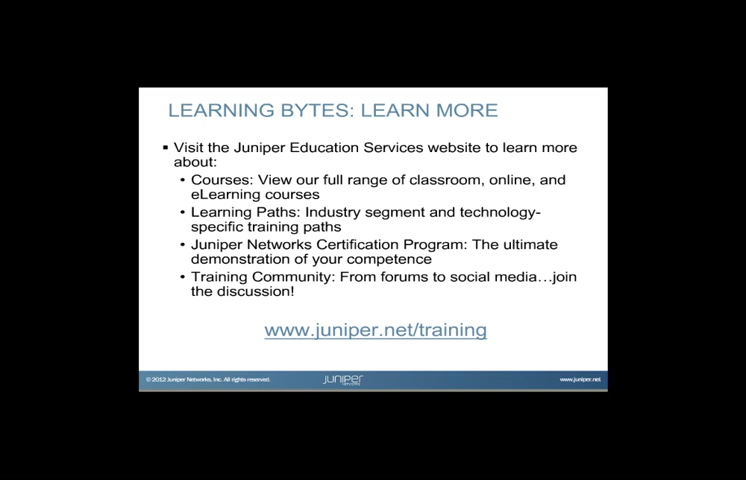 LEARNING BYTES: LEARN MORE
▪ Visit the Juniper Education Services website to learn more
about:
• Courses: View our full range of classroom, online, and
eLearning courses
• Learning Paths: Industry segment and technology-
specific training paths
• Juniper Networks Certification Program: The ultimate
demonstration of your competence
• Training Community: From forums to social media…join
the discussion!
www.juniper.net/training
© 2012 Juniper Networks, Inc. All rights reserved. JUNIPER www.juniper.net
NETWORKS